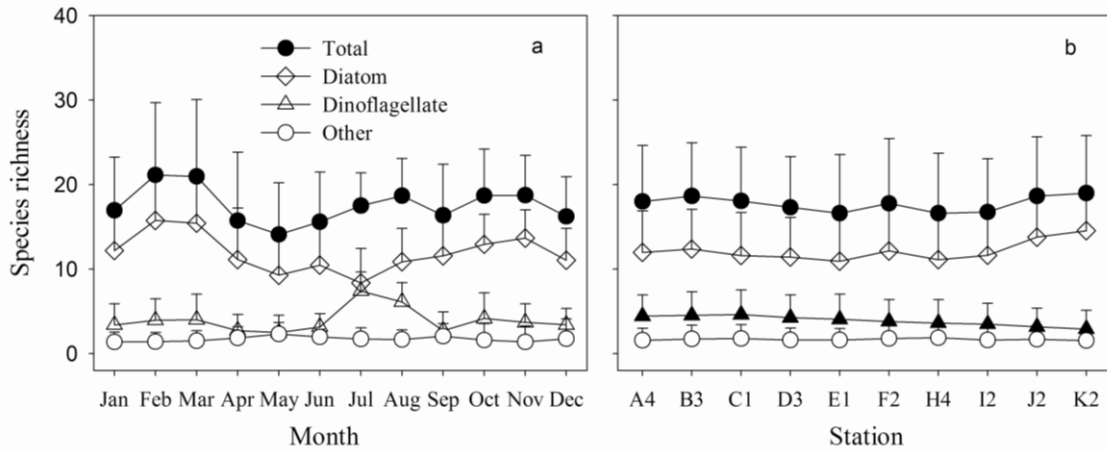 40
30
20
10
0
Species richness
a
Total
Diatom
Dinoflagellate
Other
Jan Feb Mar Apr May Jun Jul Aug Sep Oct Nov Dec
Month
b
A4 B3 C1 D3 E1 F2 H4 I2 J2 K2
Station